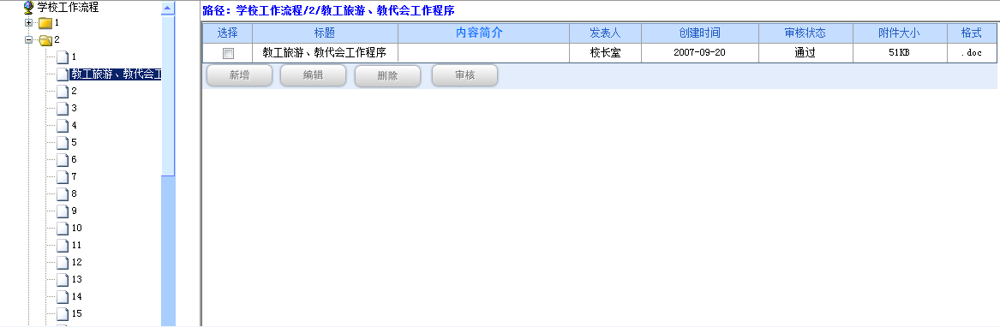 学校工作流程
1
2
1
教工旅游、教代会工
2
3
4
5
6
7
8
9
10
11
12
13
14
15
路径：学校工作流程/2/教工旅游、教代会工作程序
选择 标题 内容简介 发表人 创建时间 审核状态 附件大小 格式
教工旅游、教代会工作程序 校长室 2007-09-20 通过 51KB .doc
新增 编辑 删除 审核